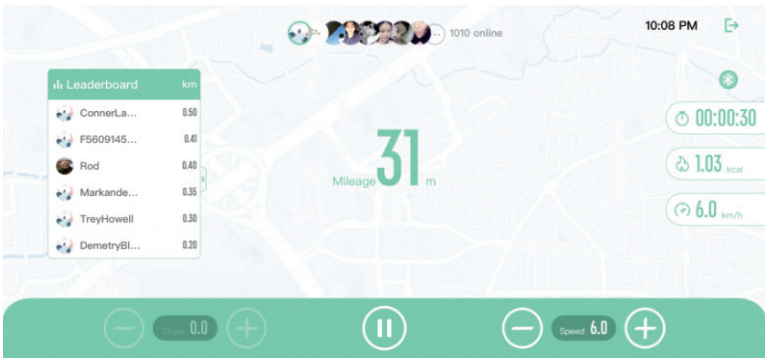 1010 online
10:08 PM
Leaderboard km
ConnerLa... 0.50
F5609145... 0.41
Rod 0.40
Markande... 0.35
TreyHowell 0.30
DemetryBl... 0.20
Mileage 31 m
00:00:30
1.03 kcal
6.0 km/h
Slope 0.0
Speed 6.0